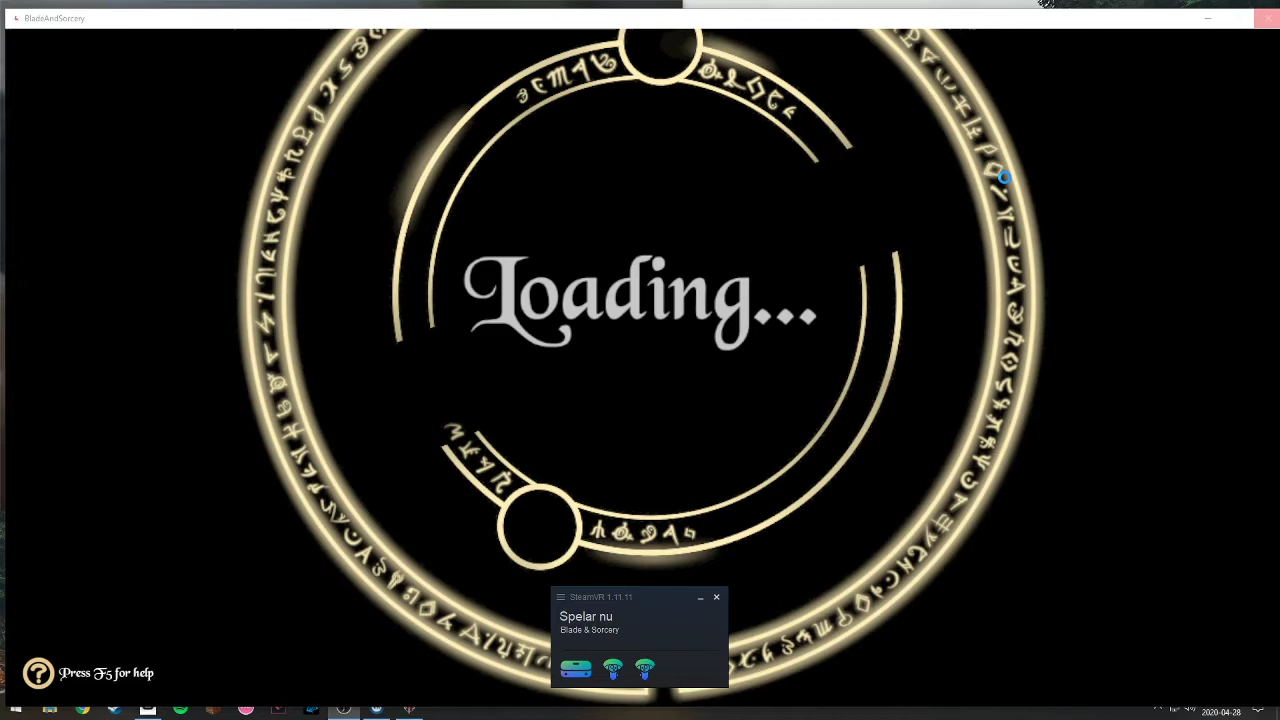 BladeAndSorcery
Loading...
SteamVR 1.11.11
Spelar nu
Blade & Sorcery
Press F5 for help
2020-04-28